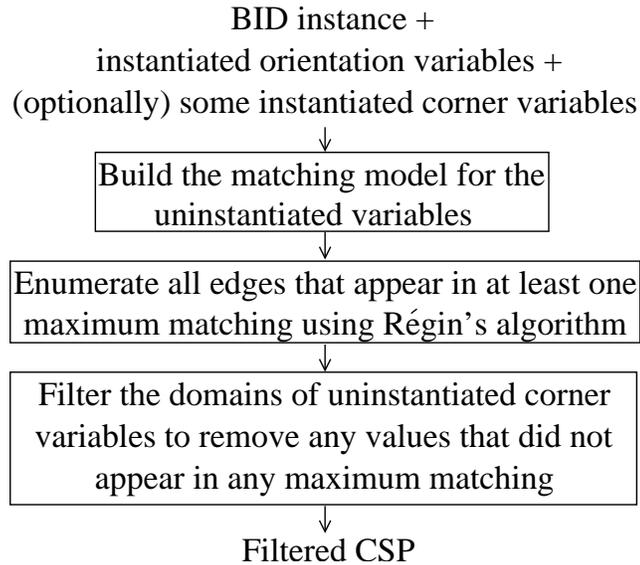 BID instance +
instantiated orientation variables +
(optionally) some instantiated corner variables
Build the matching model for the
uninstantiated variables
Enumerate all edges that appear in at least one
maximum matching using Régin's algorithm
Filter the domains of uninstantiated corner
variables to remove any values that did not
appear in any maximum matching
Filtered CSP